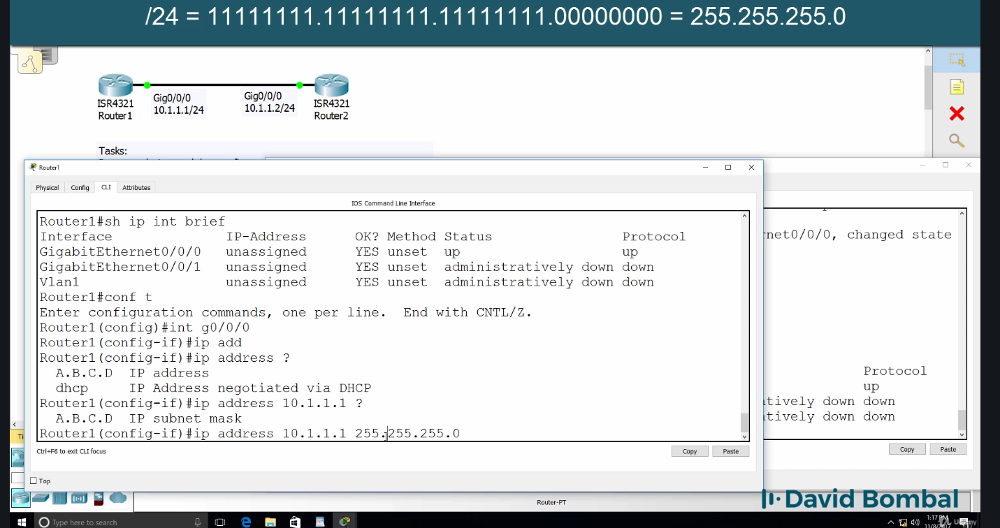 /24 = 11111111.11111111.11111111.00000000 = 255.255.255.0
Gig0/0/0
10.1.1.1/24
Gig0/0/0
10.1.1.2/24
ISR4321
Router1
ISR4321
Router2
Tasks:
Router1
Physical
Config
CLI
Attributes
IOS Command Line Interface
Router1#sh ip int brief
Interface IP-Address OK? Method Status Protocol
GigabitEthernet0/0/0 unassigned YES unset up up
GigabitEthernet0/0/1 unassigned YES unset administratively down down
Vlan1 unassigned YES unset administratively down down
Router1#conf t
Enter configuration commands, one per line. End with CNTL/Z.
Router1(config)#int g0/0/0
Router1(config-if)#ip add
Router1(config-if)#ip address ?
A.B.C.D IP address
dhcp IP Address negotiated via DHCP
Router1(config-if)#ip address 10.1.1.1 ?
A.B.C.D IP subnet mask
Router1(config-if)#ip address 10.1.1.1 255.255.255.0
Ctrl+F6 to exit CLI focus
Copy
Paste
Top
rnet0/0/0, changed state
Protocol
up
tively down down
tively down down
Copy
Paste
Router-PT
David Bombal
Type here to search
1:17 PM
Udemy